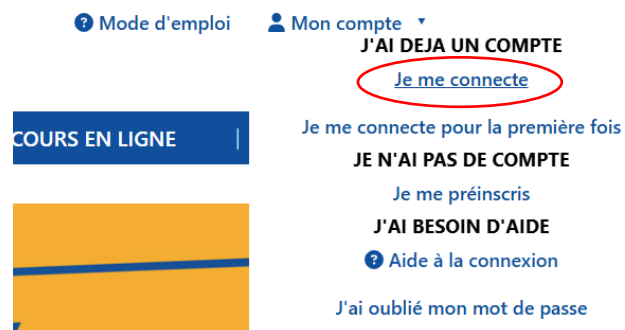 Mode d'emploi
Mon compte
J'AI DEJA UN COMPTE
Je me connecte
Je me connecte pour la première fois
COURS EN LIGNE
JE N'AI PAS DE COMPTE
Je me préinscris
J'AI BESOIN D'AIDE
Aide à la connexion
J'ai oublié mon mot de passe